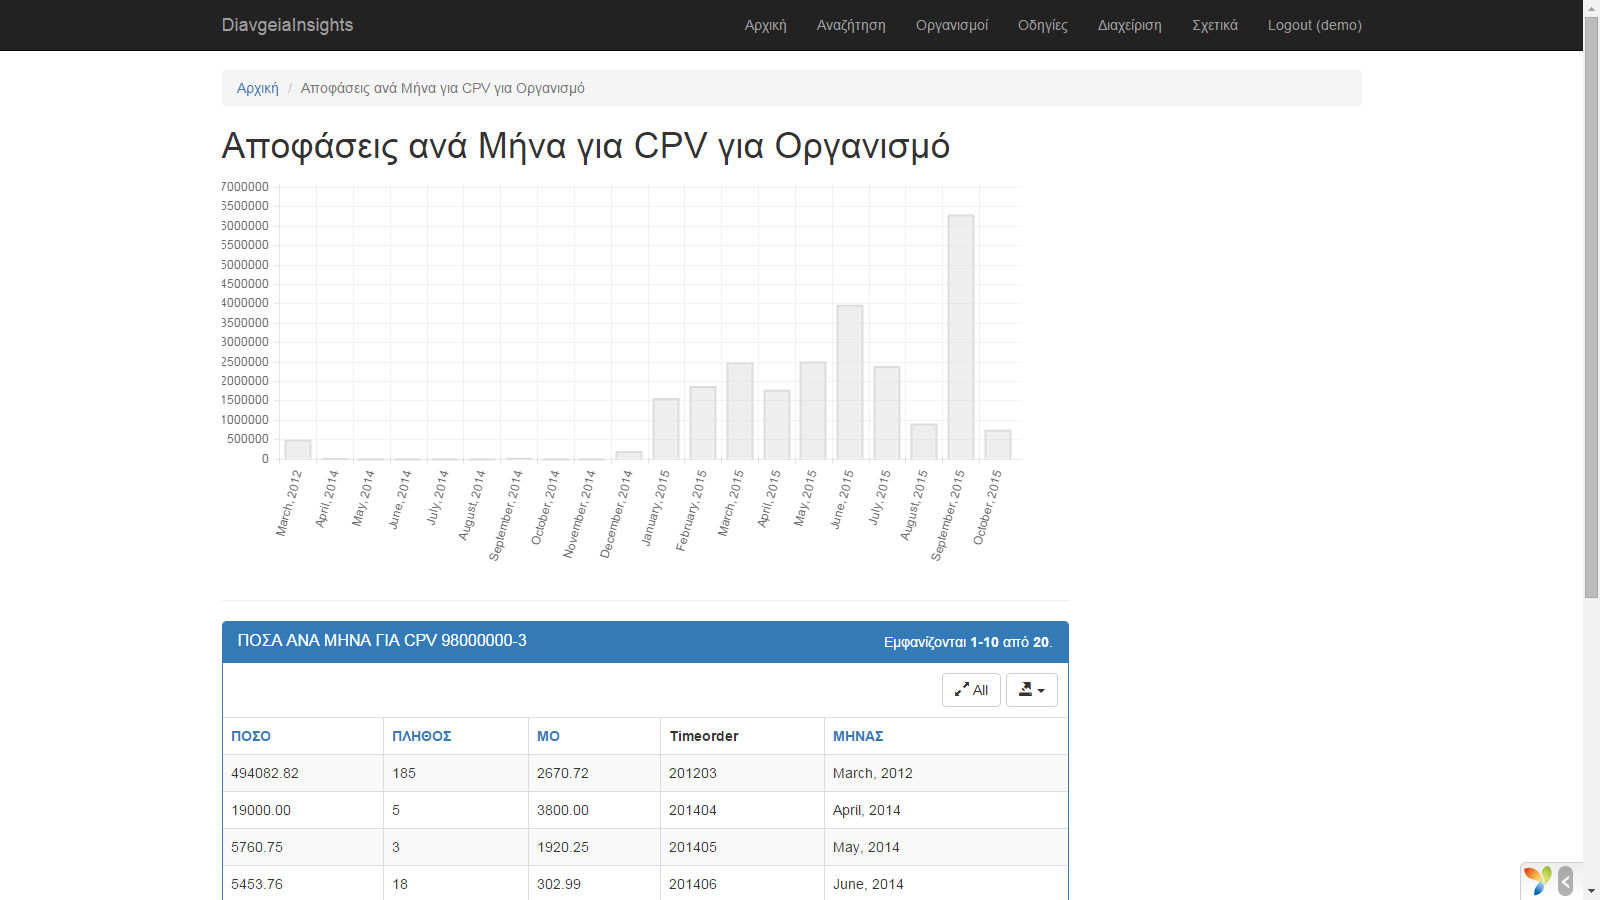 DiavgeiaInsights
Αρχική Αναζήτηση Οργανισμοί Οδηγίες Διαχείριση Σχετικά Logout (demo)
Αρχική / Αποφάσεις ανά Μήνα για CPV για Οργανισμό
Αποφάσεις ανά Μήνα για CPV για Οργανισμό
7000000
6500000
6000000
5500000
5000000
4500000
4000000
3500000
3000000
2500000
2000000
1500000
1000000
500000
0
March, 2012
April, 2014
May, 2014
June, 2014
July, 2014
August, 2014
September, 2014
October, 2014
November, 2014
December, 2014
January, 2015
February, 2015
March, 2015
April, 2015
May, 2015
June, 2015
July, 2015
August, 2015
September, 2015
October, 2015
ΠΟΣΑ ΑΝΑ ΜΗΝΑ ΓΙΑ CPV 98000000-3 Εμφανίζονται 1-10 από 20.
All
ΠΟΣΟ ΠΛΗΘΟΣ ΜΟ Timeorder ΜΗΝΑΣ
494082.82 185 2670.72 201203 March, 2012
19000.00 5 3800.00 201404 April, 2014
5760.75 3 1920.25 201405 May, 2014
5453.76 18 302.99 201406 June, 2014